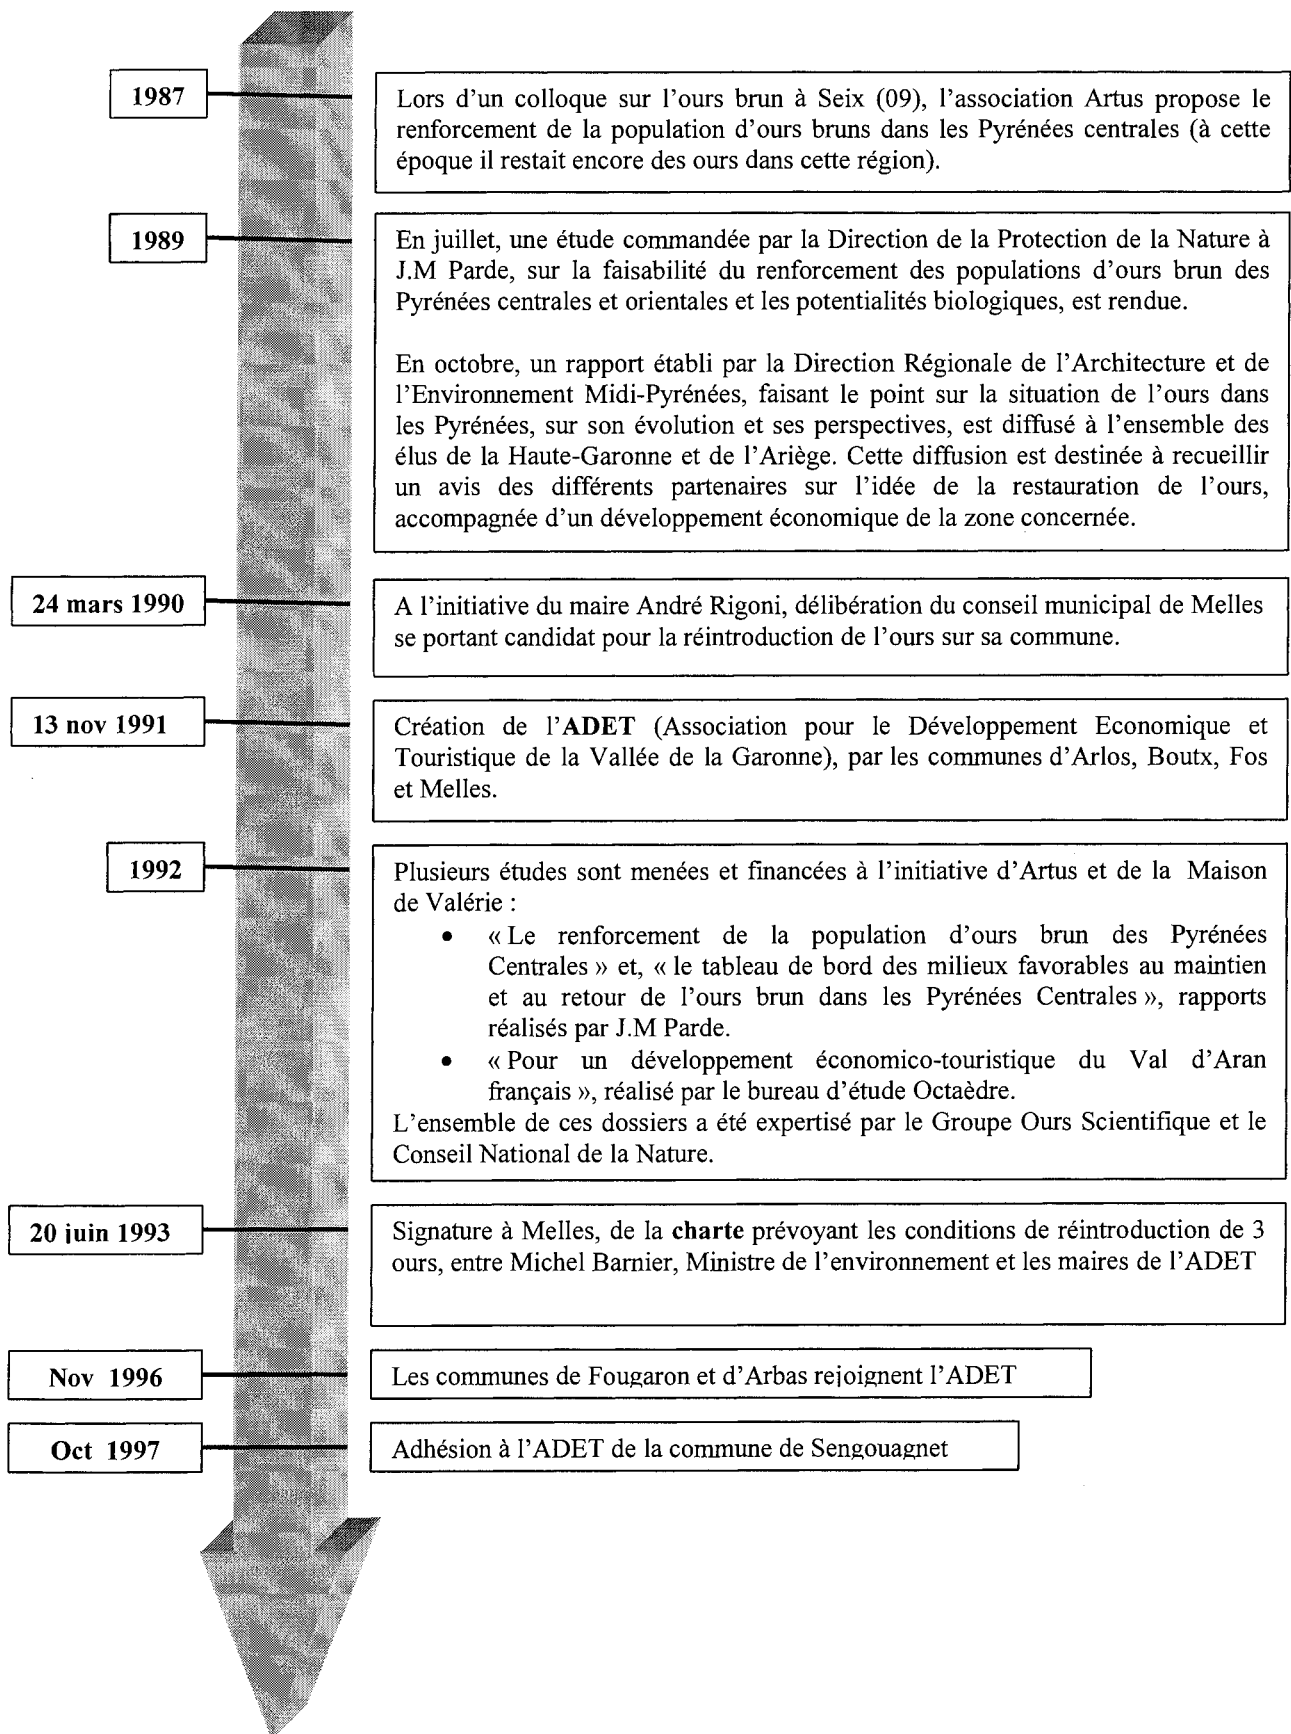 1987
Lors d'un colloque sur l'ours brun à Seix (09), l'association Artus propose le
renforcement de la population d'ours bruns dans les Pyrénées centrales (à cette
époque il restait encore des ours dans cette région).
1989
En juillet, une étude commandée par la Direction de la Protection de la Nature à
J.M Parde, sur la faisabilité du renforcement des populations d'ours brun des
Pyrénées centrales et orientales et les potentialités biologiques, est rendue.
En octobre, un rapport établi par la Direction Régionale de l'Architecture et de
l'Environnement Midi-Pyrénées, faisant le point sur la situation de l'ours dans
les Pyrénées, sur son évolution et ses perspectives, est diffusé à l'ensemble des
élus de la Haute-Garonne et de l'Ariège. Cette diffusion est destinée à recueillir
un avis des différents partenaires sur l'idée de la restauration de l'ours,
accompagnée d'un développement économique de la zone concernée.
24 mars 1990
A l'initiative du maire André Rigoni, délibération du conseil municipal de Melles
se portant candidat pour la réintroduction de l'ours sur sa commune.
13 nov 1991
Création de l'ADET (Association pour le Développement Economique et
Touristique de la Vallée de la Garonne), par les communes d'Arlos, Boutx, Fos
et Melles.
1992
Plusieurs études sont menées et financées à l'initiative d'Artus et de la Maison
de Valérie :
• « Le renforcement de la population d'ours brun des Pyrénées
Centrales » et, « le tableau de bord des milieux favorables au maintien
et au retour de l'ours brun dans les Pyrénées Centrales », rapports
réalisés par J.M Parde.
• « Pour un développement économico-touristique du Val d'Aran
français », réalisé par le bureau d'étude Octaèdre.
L'ensemble de ces dossiers a été expertisé par le Groupe Ours Scientifique et le
Conseil National de la Nature.
20 juin 1993
Signature à Melles, de la charte prévoyant les conditions de réintroduction de 3
ours, entre Michel Barnier, Ministre de l'environnement et les maires de l'ADET
Nov 1996
Les communes de Fougaron et d'Arbas rejoignent l'ADET
Oct 1997
Adhésion à l'ADET de la commune de Sengouagnet